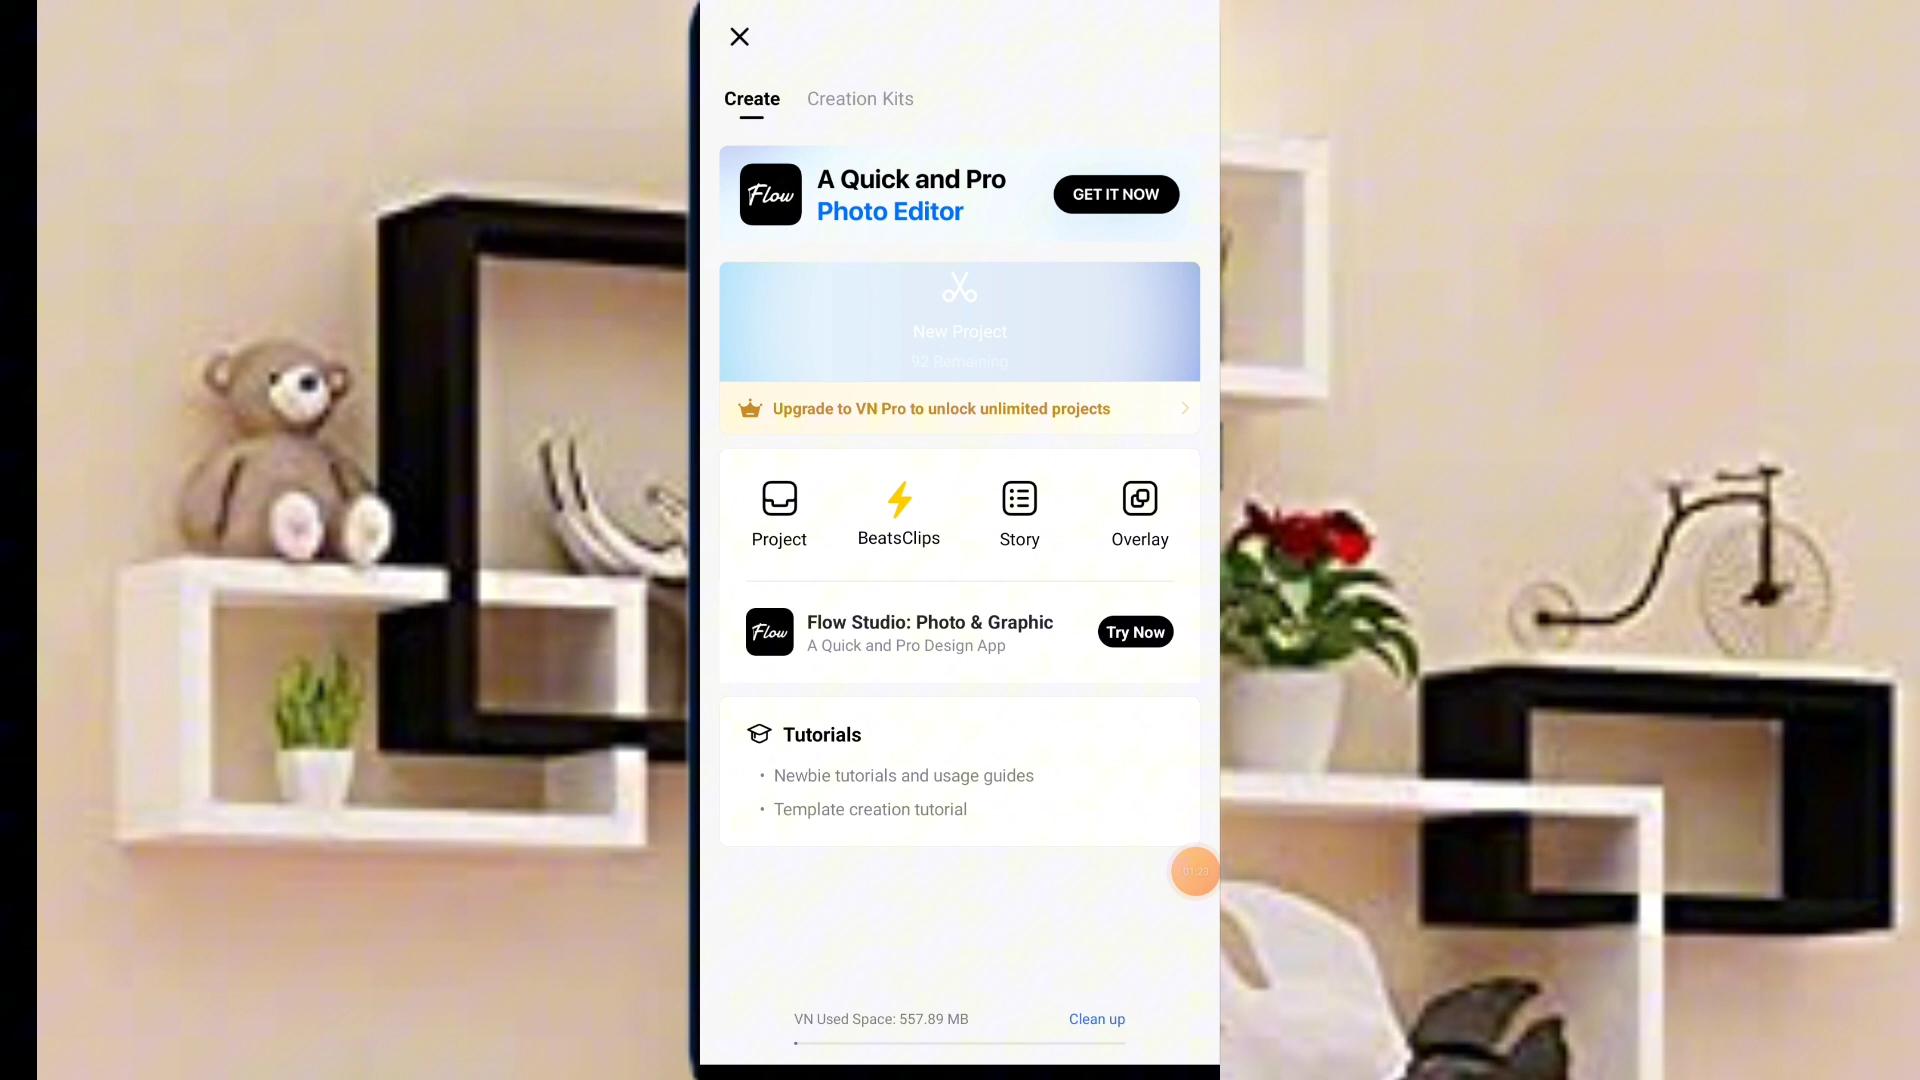 Create Creation Kits
Flow
A Quick and Pro
Photo Editor
GET IT NOW
New Project
92 Remaining
Upgrade to VN Pro to unlock unlimited projects
Project BeatsClips Story Overlay
Flow
Flow Studio: Photo & Graphic
A Quick and Pro Design App
Try Now
Tutorials
• Newbie tutorials and usage guides
• Template creation tutorial
01:23
VN Used Space: 557.89 MB Clean up